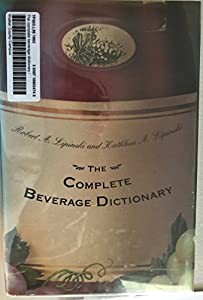 Robert A. Lipinski and Kathleen A. Lipinski
THE
COMPLETE
BEVERAGE DICTIONARY